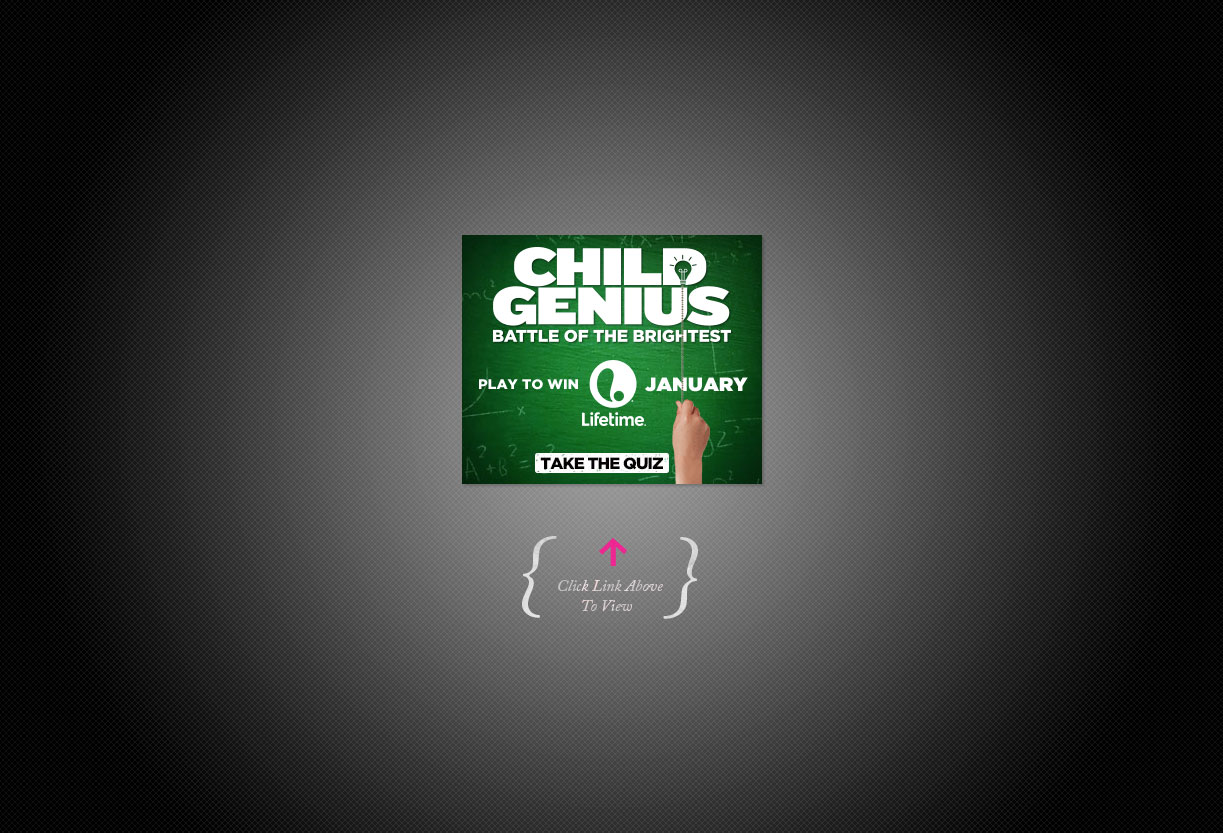 CHILD
GENIUS
BATTLE OF THE BRIGHTEST
PLAY TO WIN
Lifetime
JANUARY
TAKE THE QUIZ
Click Link Above
To View